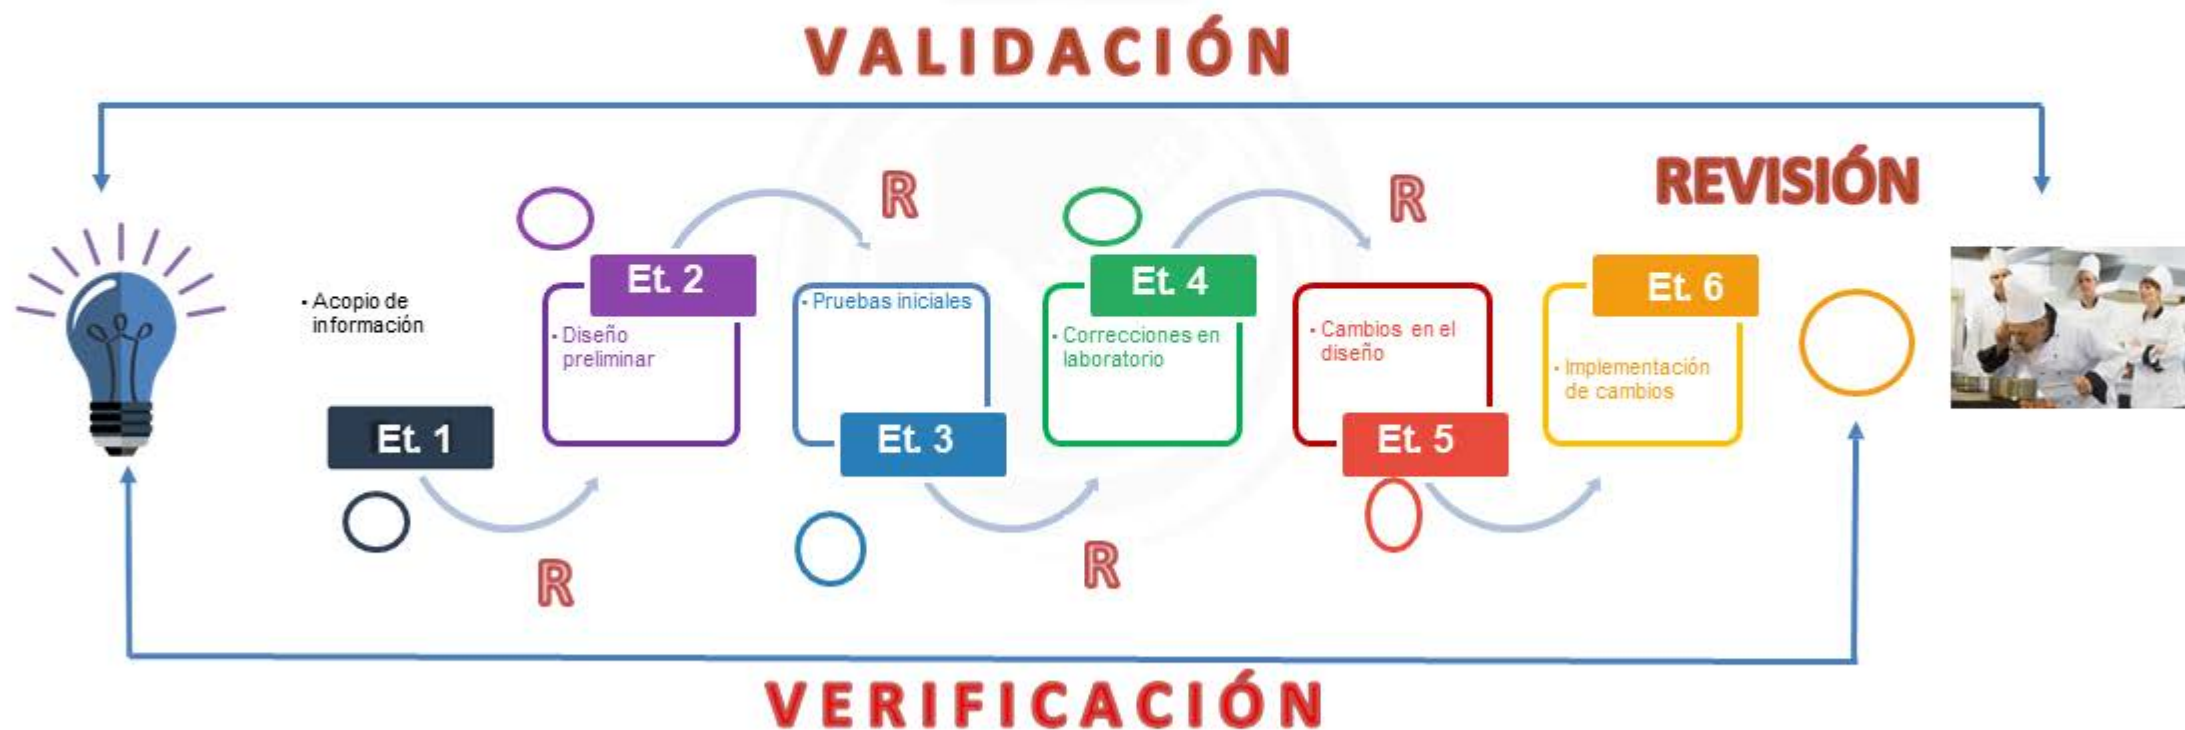 VALIDACIÓN
REVISIÓN
R
R
• Acopio de
información
Et. 1
Et. 2
• Diseño
preliminar
• Pruebas iniciales
Et. 3
Et. 4
• Correcciones en
laboratorio
• Cambios en el
diseño
Et. 5
Et. 6
• Implementación
de cambios
R
R
VERIFICACIÓN